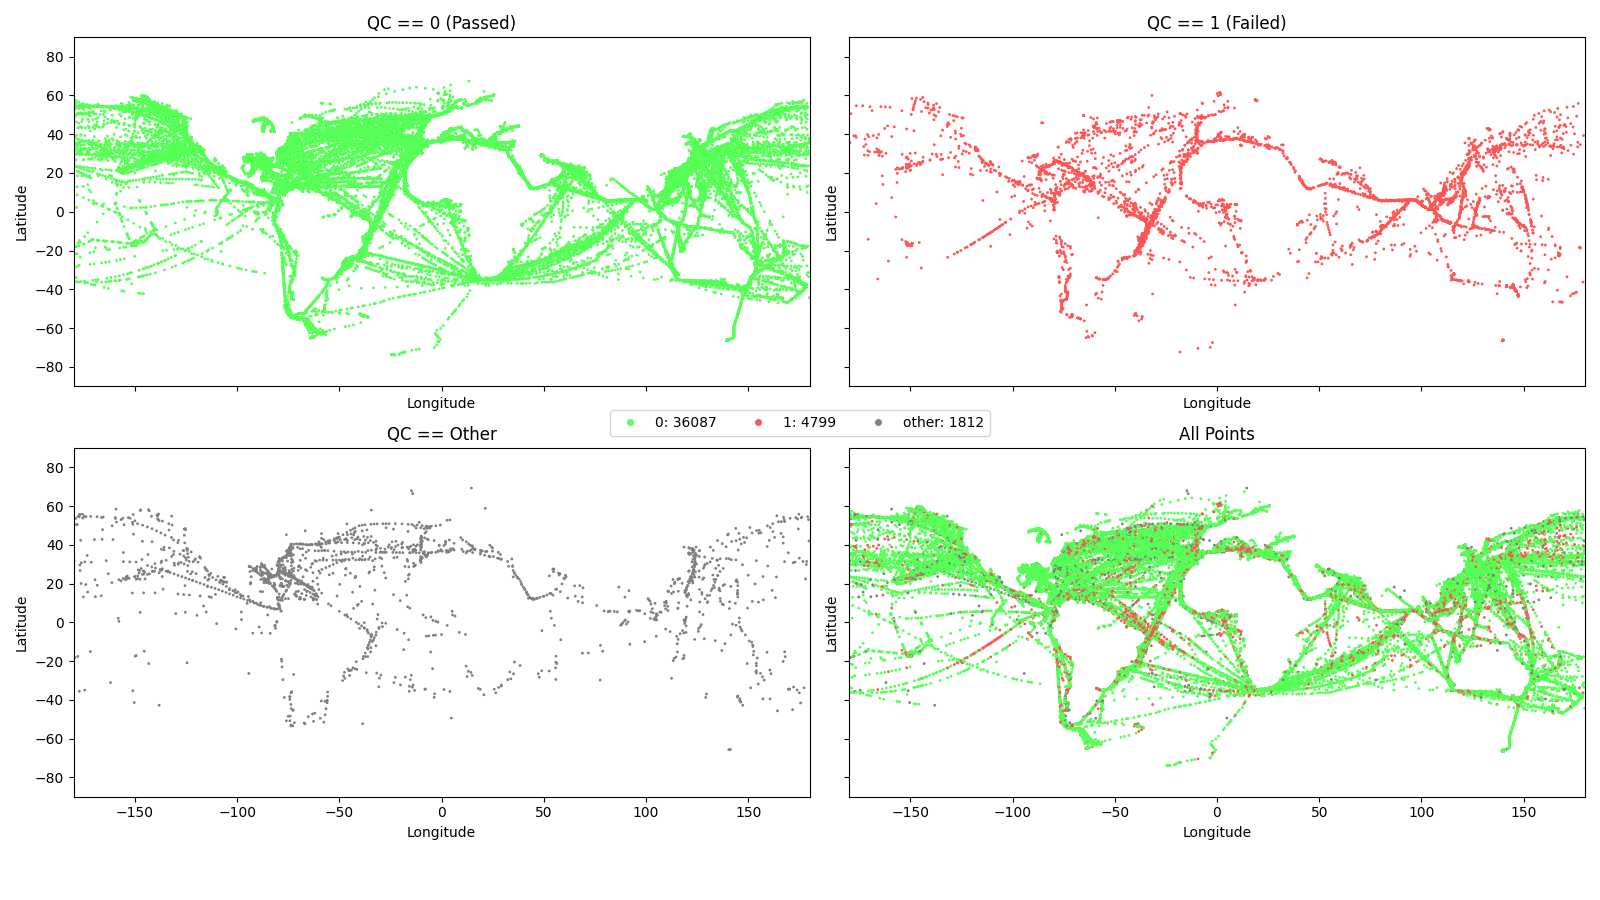 QC == 0 (Passed)
QC == 1 (Failed)
80
60
40
20
0
−20
−40
−60
−80
Latitude
Latitude
Longitude
Longitude
0: 36087
1: 4799
other: 1812
QC == Other
All Points
80
60
40
20
0
−20
−40
−60
−80
Latitude
Latitude
−150
−100
−50
0
50
100
150
−150
−100
−50
0
50
100
150
Longitude
Longitude